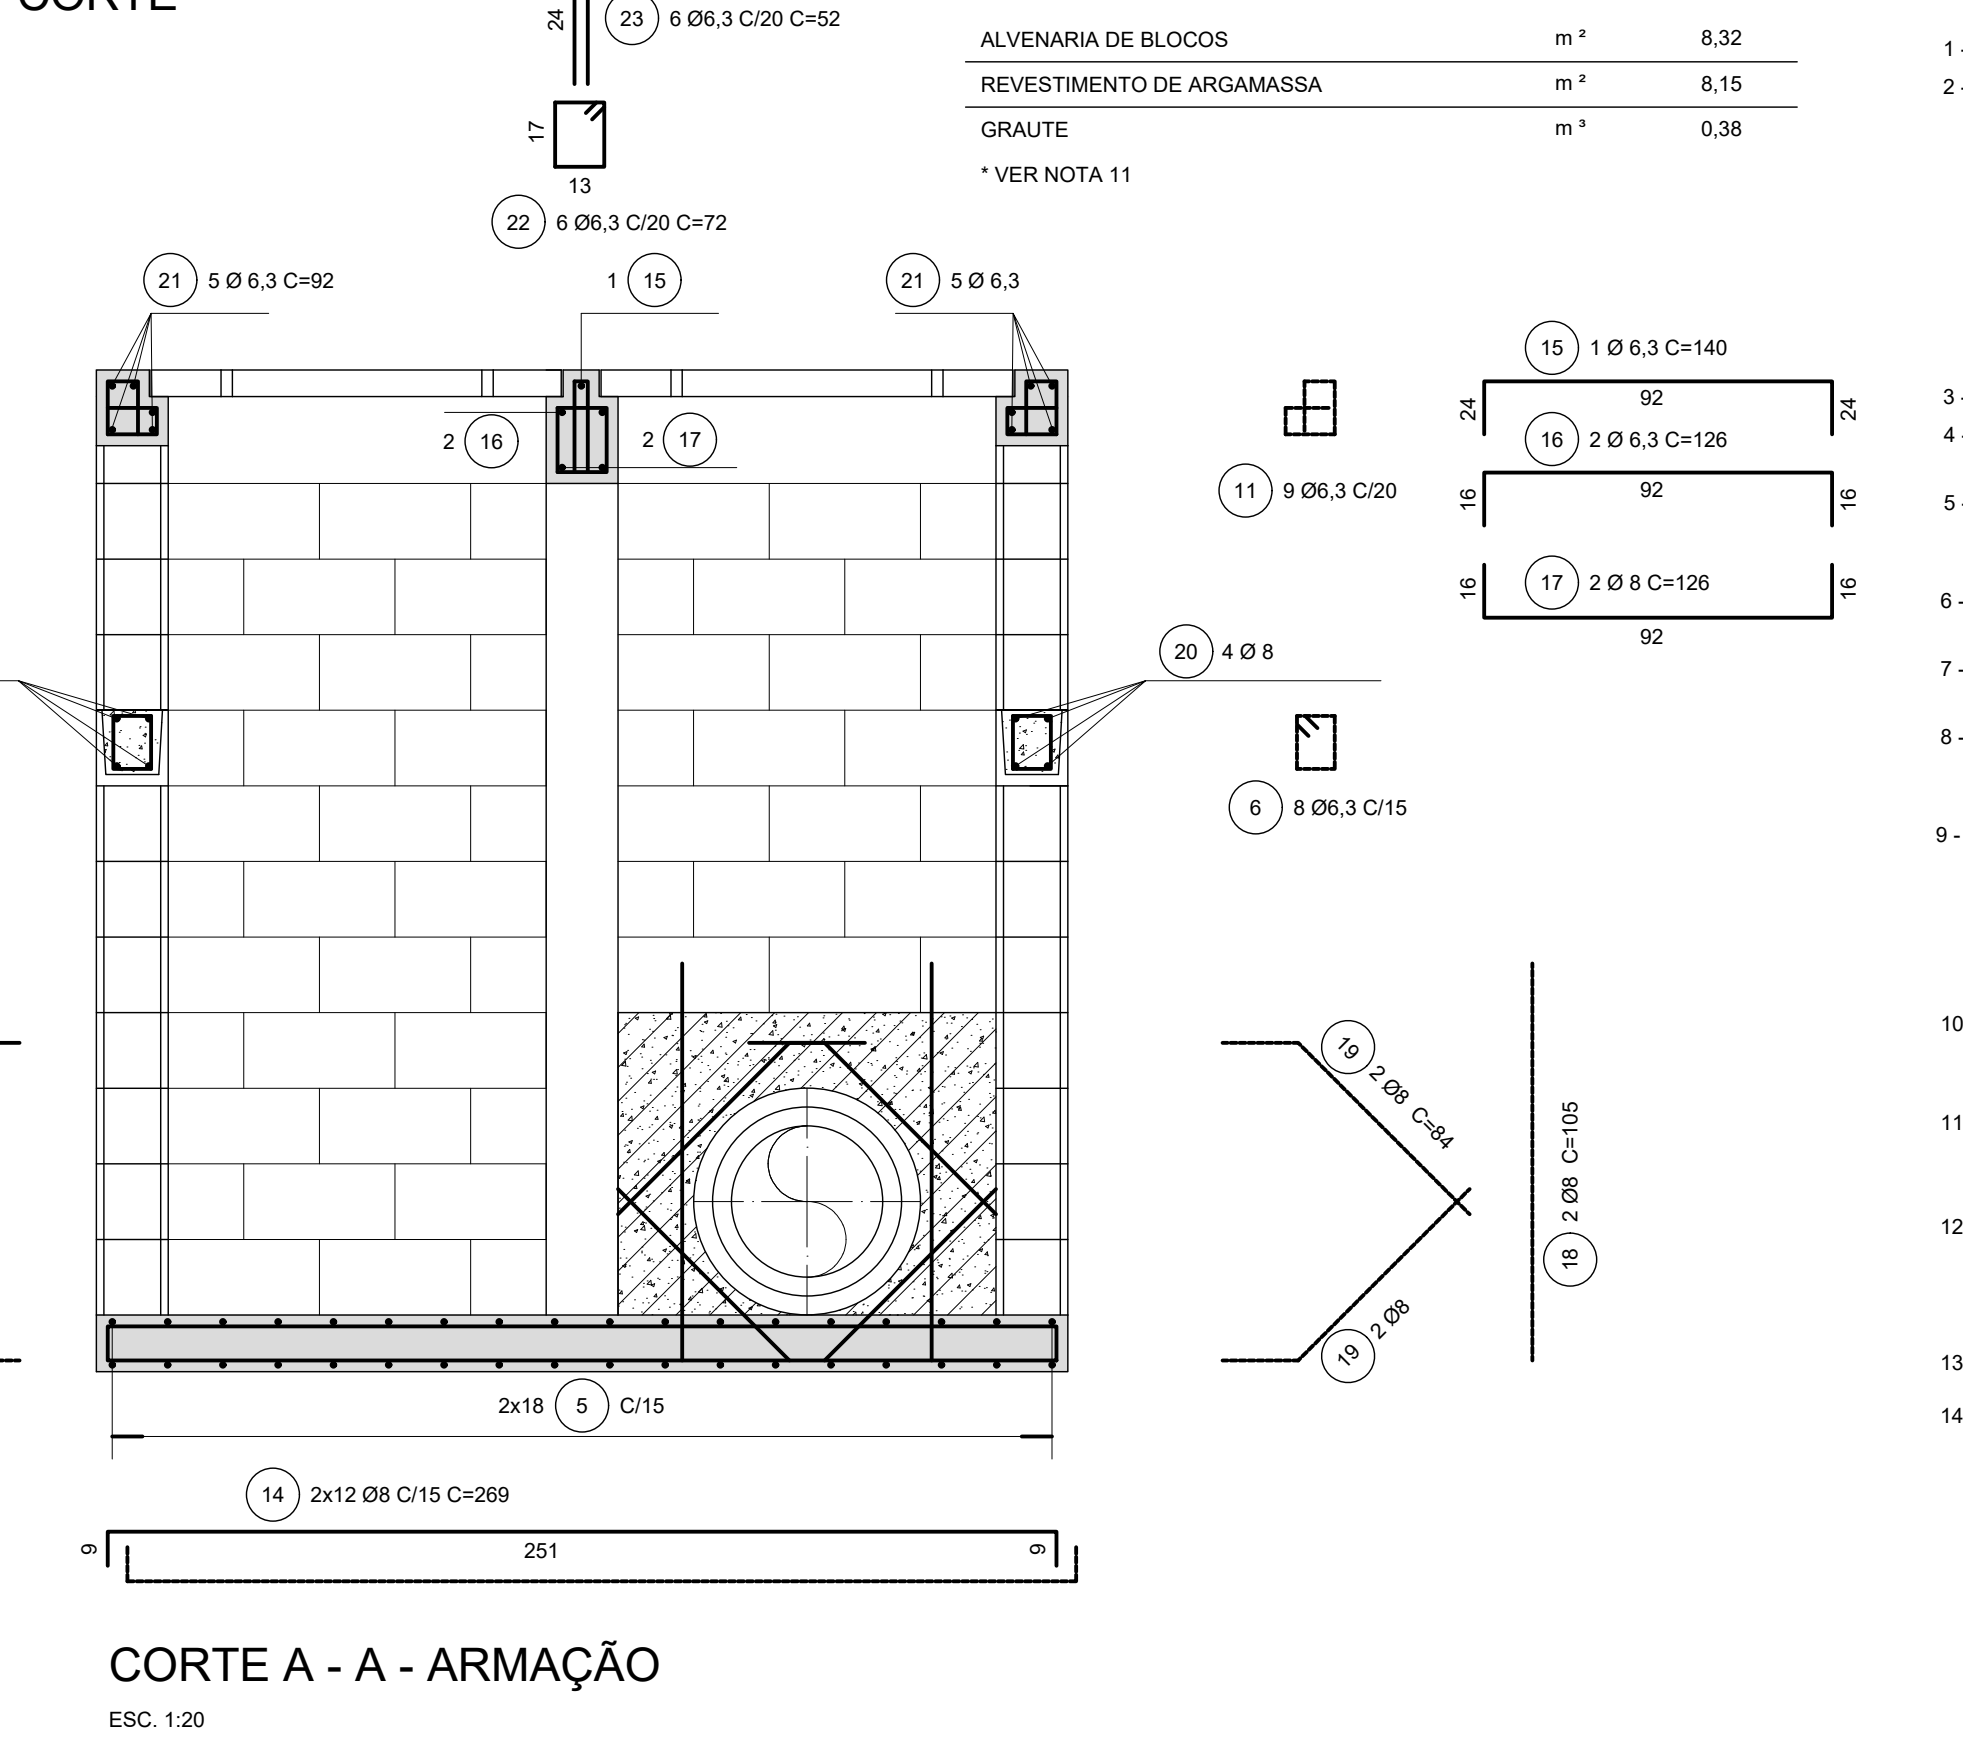 CORTE
24
23 6 Ø6,3 C/20 C=52
ALVENARIA DE BLOCOS m ² 8,32
REVESTIMENTO DE ARGAMASSA m ² 8,15
GRAUTE m ³ 0,38
* VER NOTA 11
17
13
22 6 Ø6,3 C/20 C=72
21 5 Ø 6,3 C=92
1 15
21 5 Ø 6,3
2 16
2 17
11 9 Ø6,3 C/20
15 1 Ø 6,3 C=140
24 92 24
16 2 Ø 6,3 C=126
16 92 16
17 2 Ø 8 C=126
16 92 16
20 4 Ø 8
6 8 Ø6,3 C/15
19 2 Ø8 C=84
18 2 Ø8 C=105
19 2 Ø8
2x18 5 C/15
14 2x12 Ø8 C/15 C=269
9 251 9
CORTE A - A - ARMAÇÃO
ESC. 1:20
1 -
2 -
3 -
4 -
5 -
6 -
7 -
8 -
9 -
10
11
12
13
14